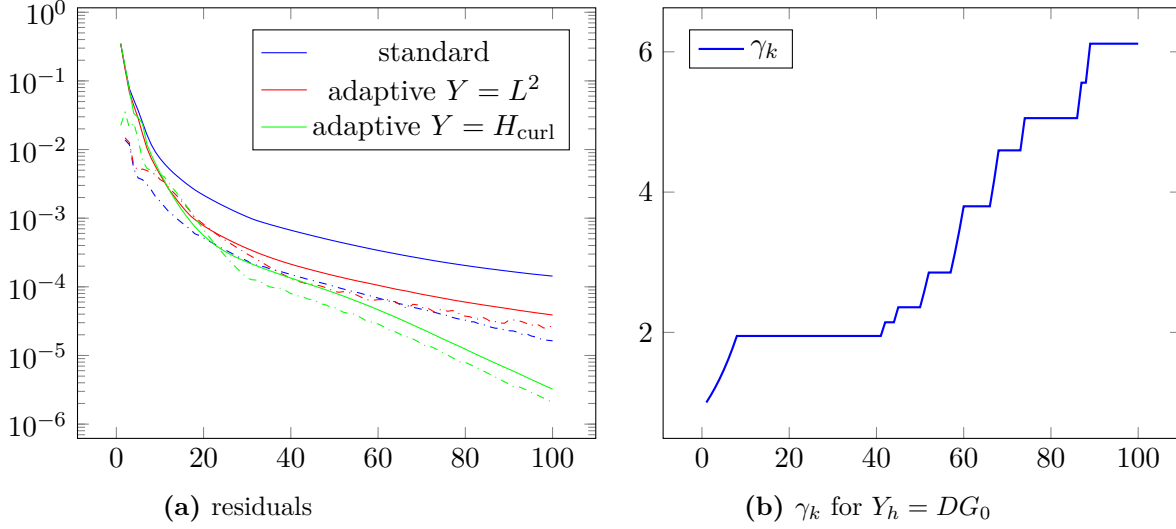 10^0
10^−1
10^−2
10^−3
10^−4
10^−5
10^−6
0 20 40 60 80 100
standard
adaptive Y = L^2
adaptive Y = H_curl
(a) residuals
6
4
2
0 20 40 60 80 100
γ_k
(b) γ_k for Y_h = DG_0